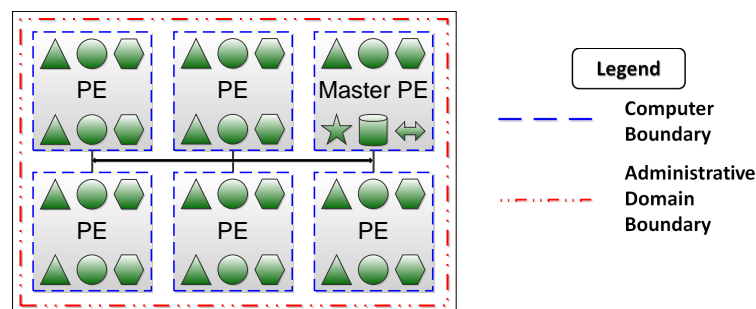 PE
PE
Master PE
PE
PE
PE
Legend
Computer
Boundary
Administrative
Domain
Boundary